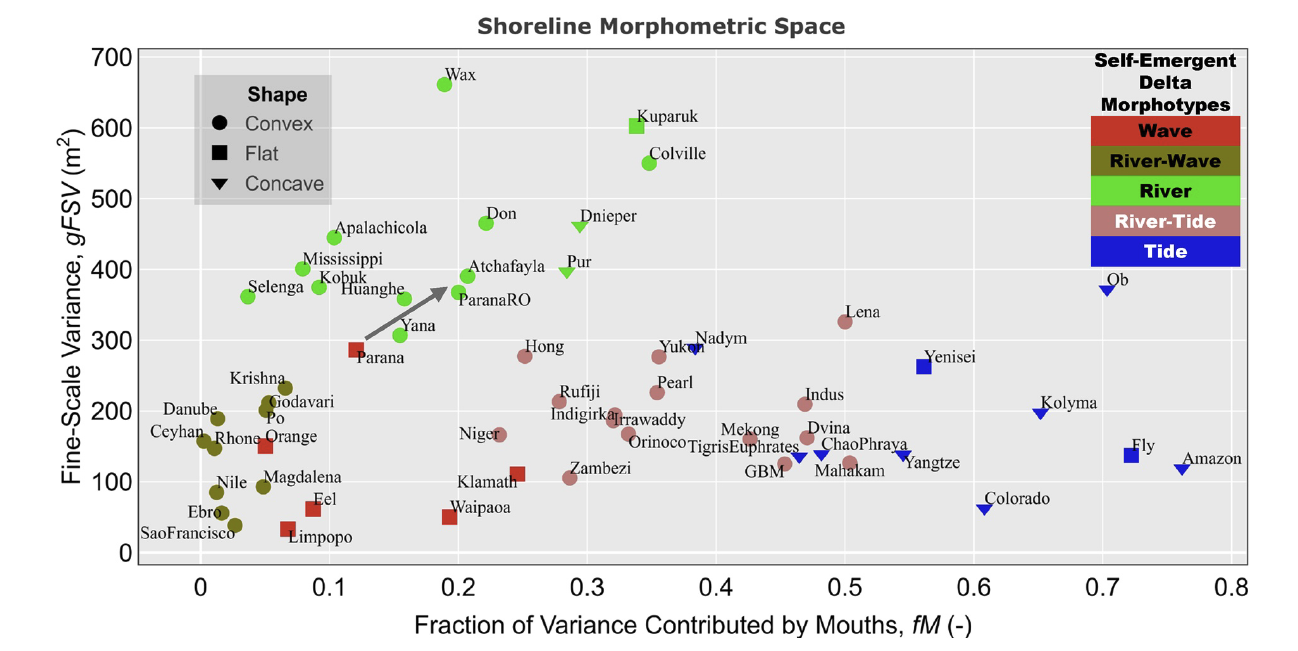 Shoreline Morphometric Space
Fine-Scale Variance, gFSV (m²)
700
600
500
400
300
200
100
0
Shape
Convex
Flat
Concave
Self-Emergent
Delta
Morphotypes
Wave
River-Wave
River
River-Tide
Tide
Wax
Kuparuk
Colville
Don
Dnieper
Apalachicola
Mississippi
Kobuk
Selenga
Huanghe
Atchafayla
Pur
ParanaRO
Ob
Yana
Parana
Lena
Hong
Yukon
Nadym
Yenisei
Krishna
Godavari
Po
Danube
Ceyhan
Rhone
Orange
Rufiji
Pearl
Indigirka
Irrawaddy
Orinoco
Niger
Indus
Kolyma
Mekong
Dvina
TigrisEuphrates
ChaoPhraya
GBM
Mahakam
Yangtze
Fly
Amazon
Zambezi
Klamath
Magdalena
Nile
Eel
Waipaoa
Ebro
SaoFrancisco
Limpopo
Colorado
0 0.1 0.2 0.3 0.4 0.5 0.6 0.7 0.8
Fraction of Variance Contributed by Mouths, fM (-)